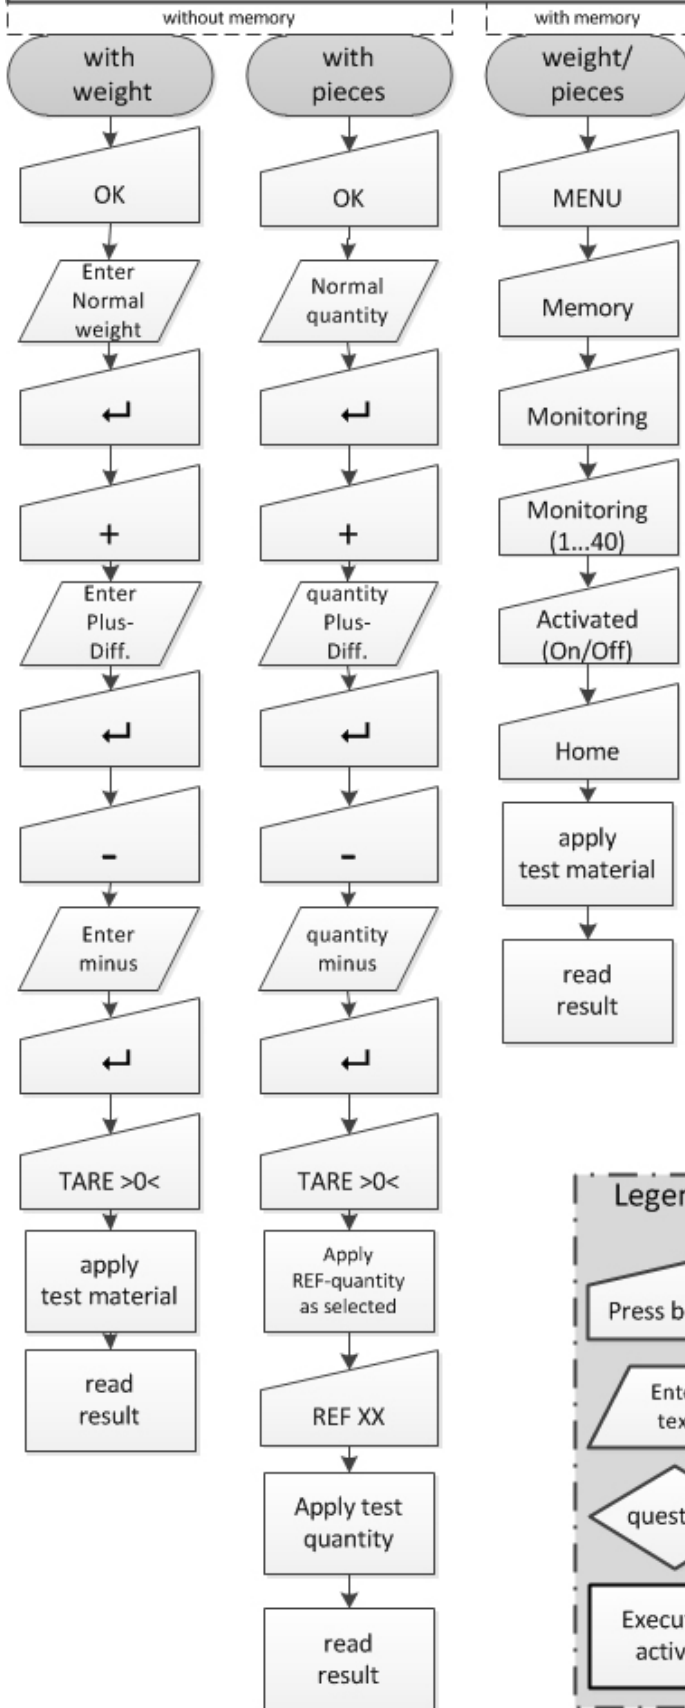 without memory
with
weight
OK
Enter
Normal
weight
↵
+
Enter
Plus-
Diff.
↵
-
Enter
minus
↵
TARE >0<
apply
test material
read
result
with
pieces
OK
Normal
quantity
↵
+
quantity
Plus-
Diff.
↵
-
quantity
minus
↵
TARE >0<
Apply
REF-quantity
as selected
REF XX
Apply test
quantity
read
result
with memory
weight/
pieces
MENU
Memory
Monitoring
Monitoring
(1...40)
Activated
(On/Off)
Home
apply
test material
read
result
Press